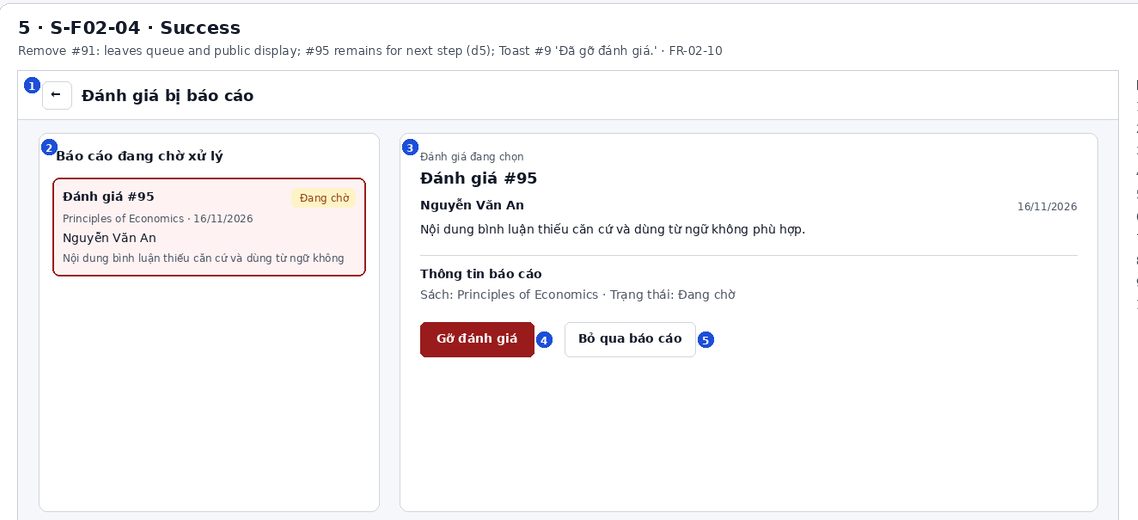 5 · S-F02-04 · Success
Remove #91: leaves queue and public display; #95 remains for next step (d5); Toast #9 'Đã gỡ đánh giá.' · FR-02-10
1
←
Đánh giá bị báo cáo
2
Báo cáo đang chờ xử lý
Đánh giá #95
Đang chờ
Principles of Economics · 16/11/2026
Nguyễn Văn An
Nội dung bình luận thiếu căn cứ và dùng từ ngữ không
3
Đánh giá đang chọn
Đánh giá #95
Nguyễn Văn An
16/11/2026
Nội dung bình luận thiếu căn cứ và dùng từ ngữ không phù hợp.
Thông tin báo cáo
Sách: Principles of Economics · Trạng thái: Đang chờ
Gỡ đánh giá
4
Bỏ qua báo cáo
5